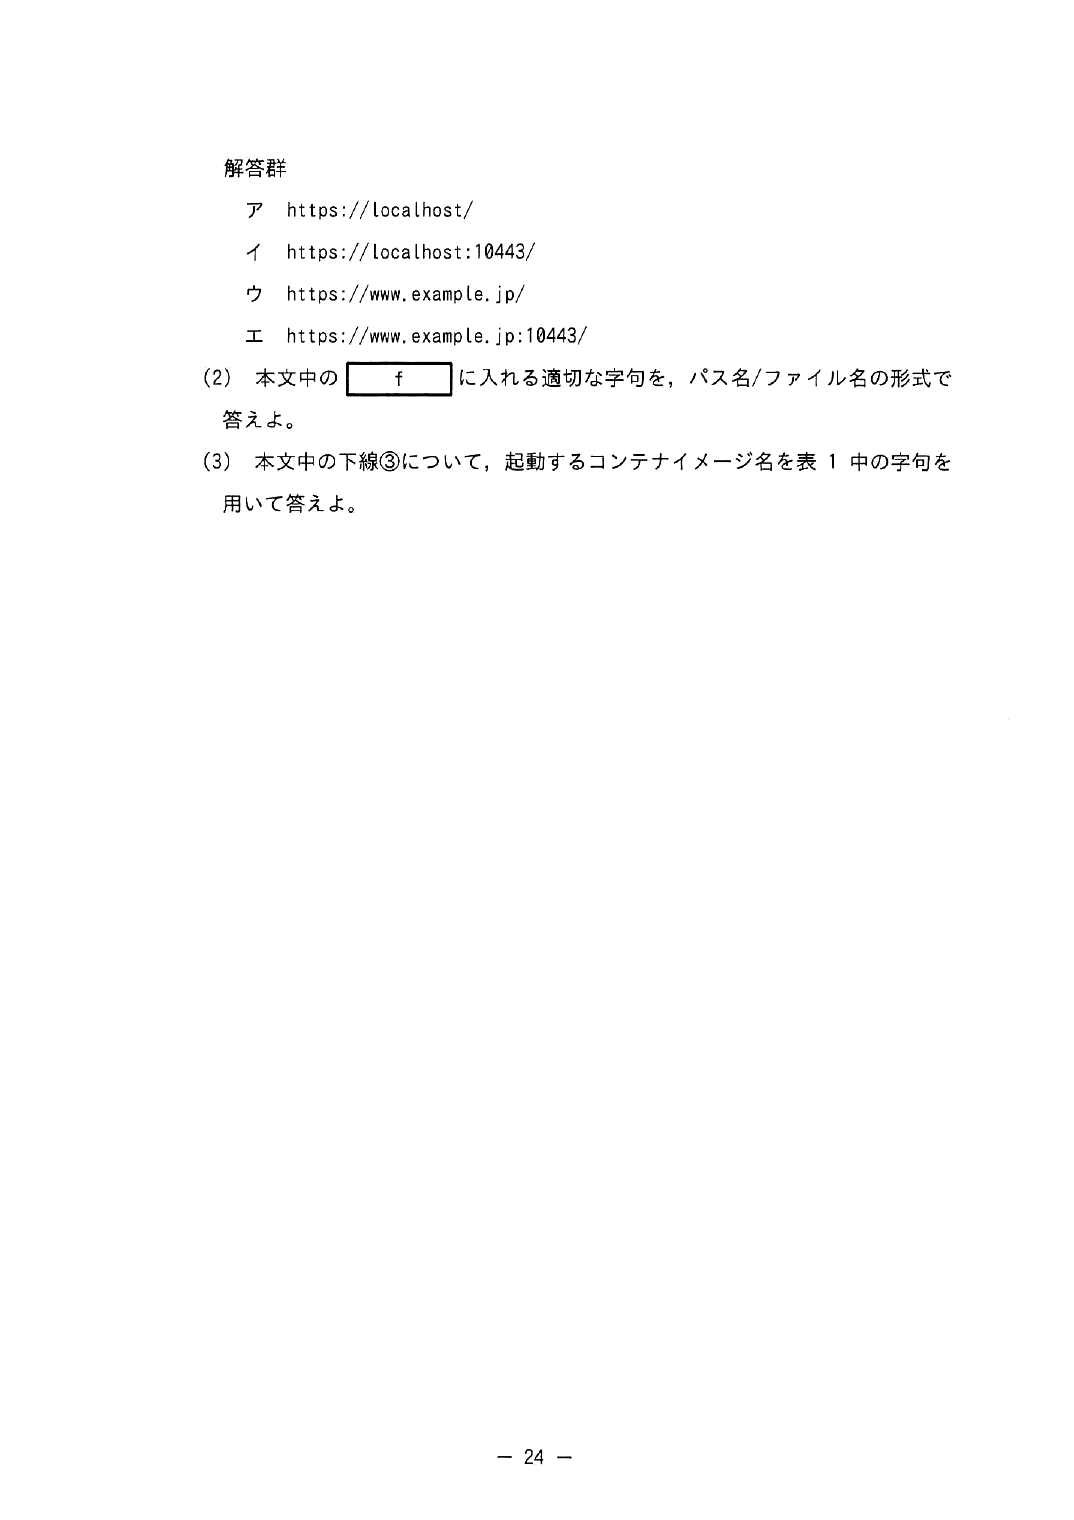 解答群
ア　https://localhost/
イ　https://localhost:10443/
ウ　https://www.example.jp/
エ　https://www.example.jp:10443/
(2)　本文中の　f　に入れる適切な字句を，パス名/ファイル名の形式で
答えよ。
(3)　本文中の下線③について，起動するコンテナイメージ名を表 1 中の字句を
用いて答えよ。
－ 24 －